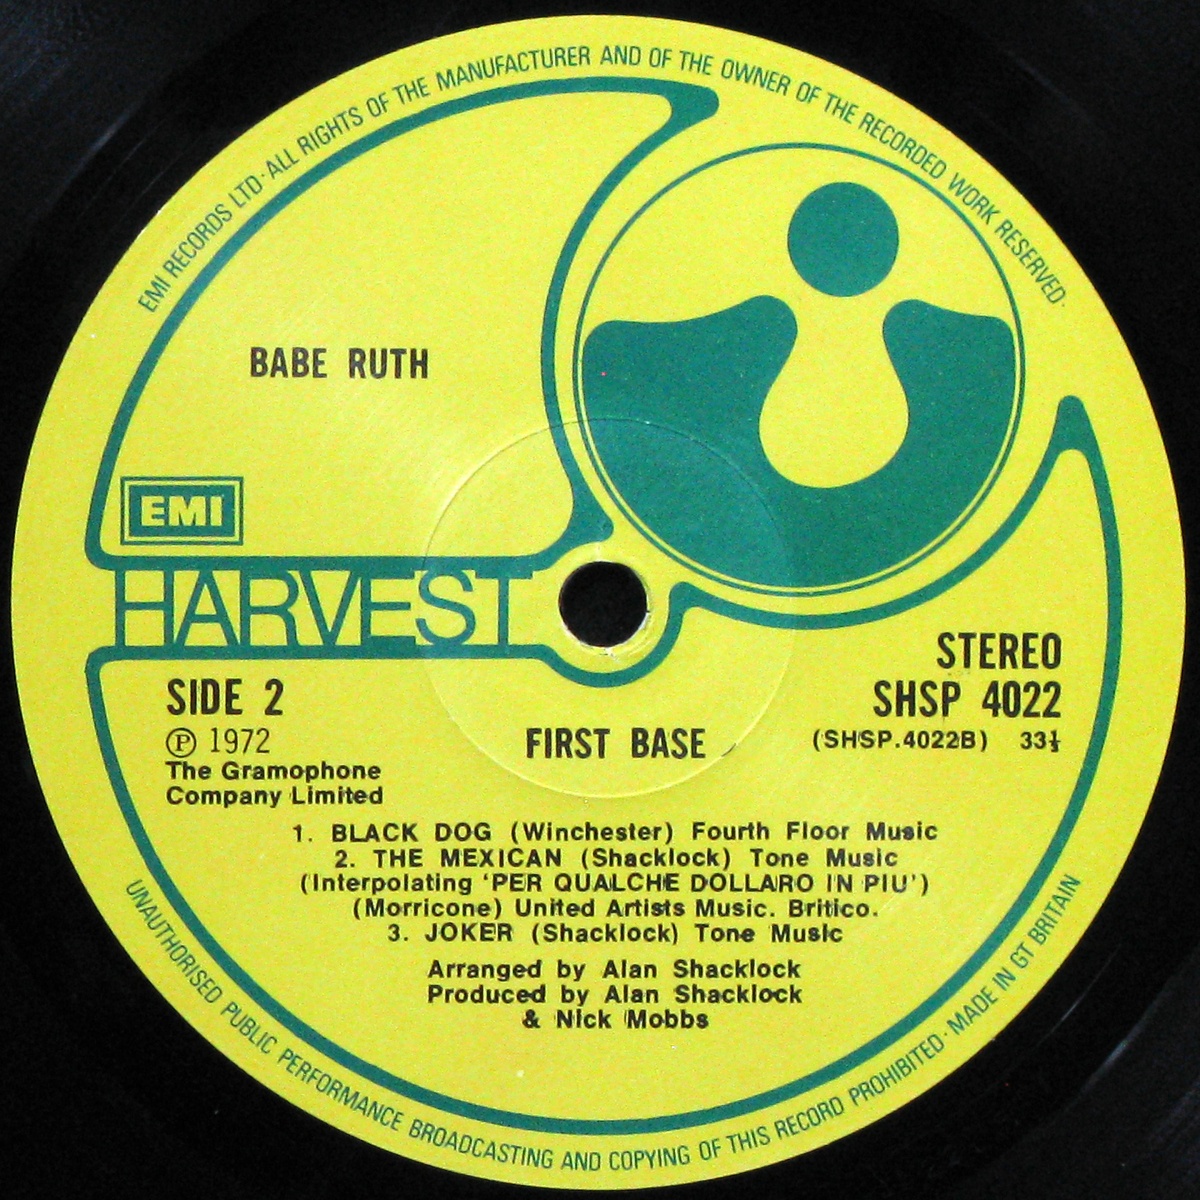 EMI RECORDS LTD · ALL RIGHTS OF THE MANUFACTURER AND OF THE OWNER OF THE RECORDED WORK RESERVED ·
BABE RUTH
EMI
HARVEST
STEREO
SIDE 2
SHSP 4022
Ⓟ 1972
FIRST BASE
(SHSP.4022B) 33⅓
The Gramophone
Company Limited
1. BLACK DOG (Winchester) Fourth Floor Music
2. THE MEXICAN (Shacklock) Tone Music
(Interpolating ‘PER QUALCHE DOLLARO IN PIU’)
(Morricone) United Artists Music. Britico.
3. JOKER (Shacklock) Tone Music
Arranged by Alan Shacklock
Produced by Alan Shacklock
& Nick Mobbs
UNAUTHORISED PUBLIC PERFORMANCE BROADCASTING AND COPYING OF THIS RECORD PROHIBITED · MADE IN GT BRITAIN